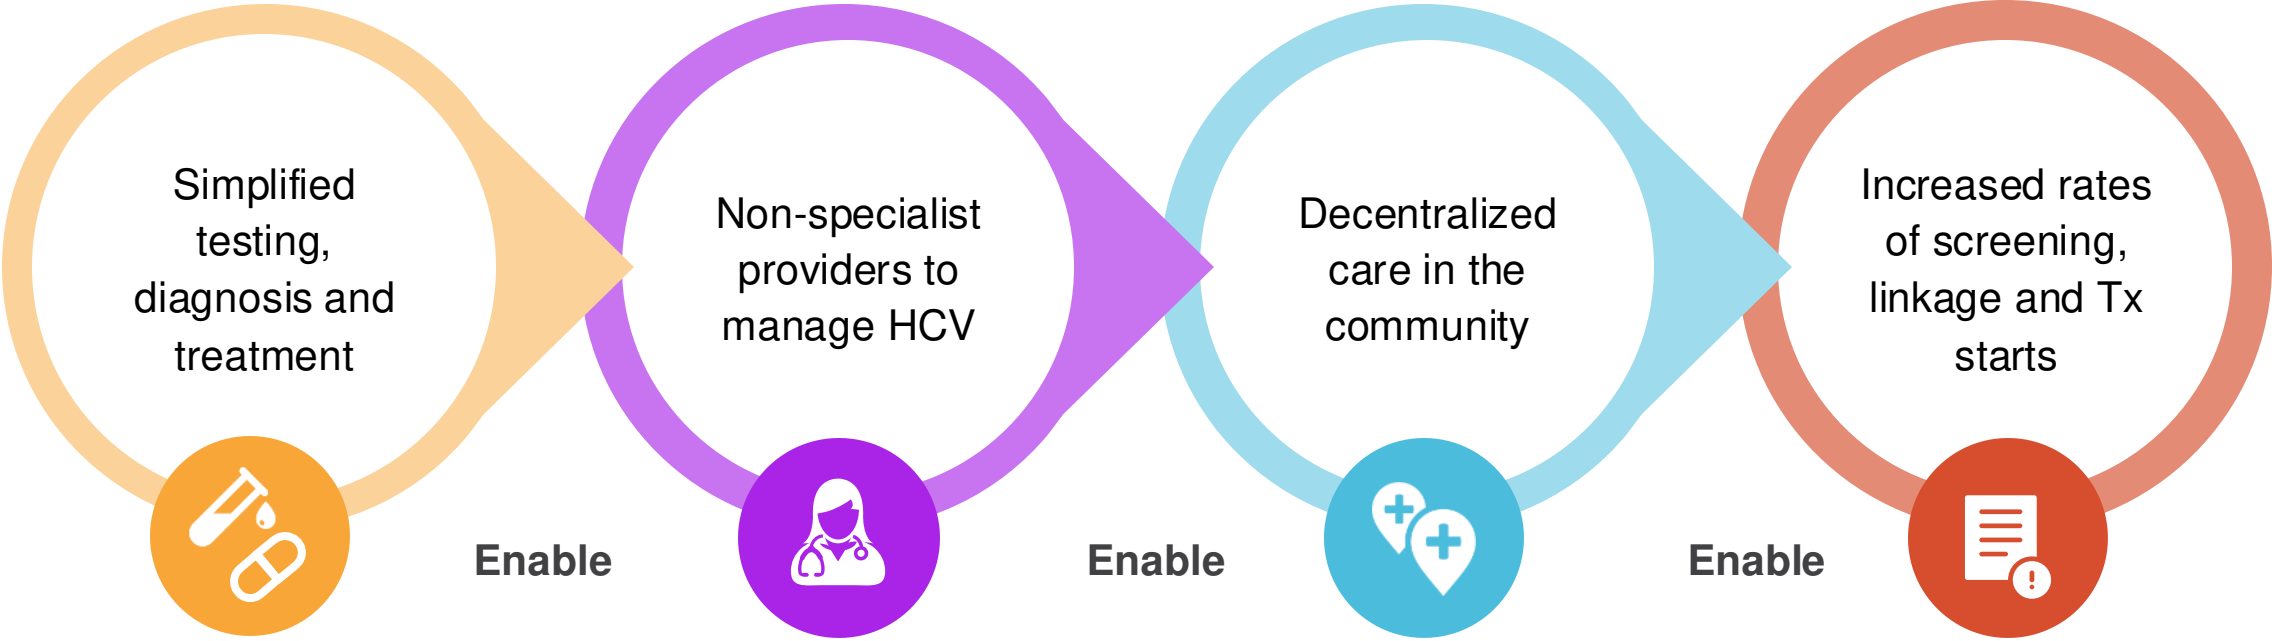 Simplified
testing,
diagnosis and
treatment
Non-specialist
providers to
manage HCV
Decentralized
care in the
community
Increased rates
of screening,
linkage and Tx
starts
Enable
Enable
Enable